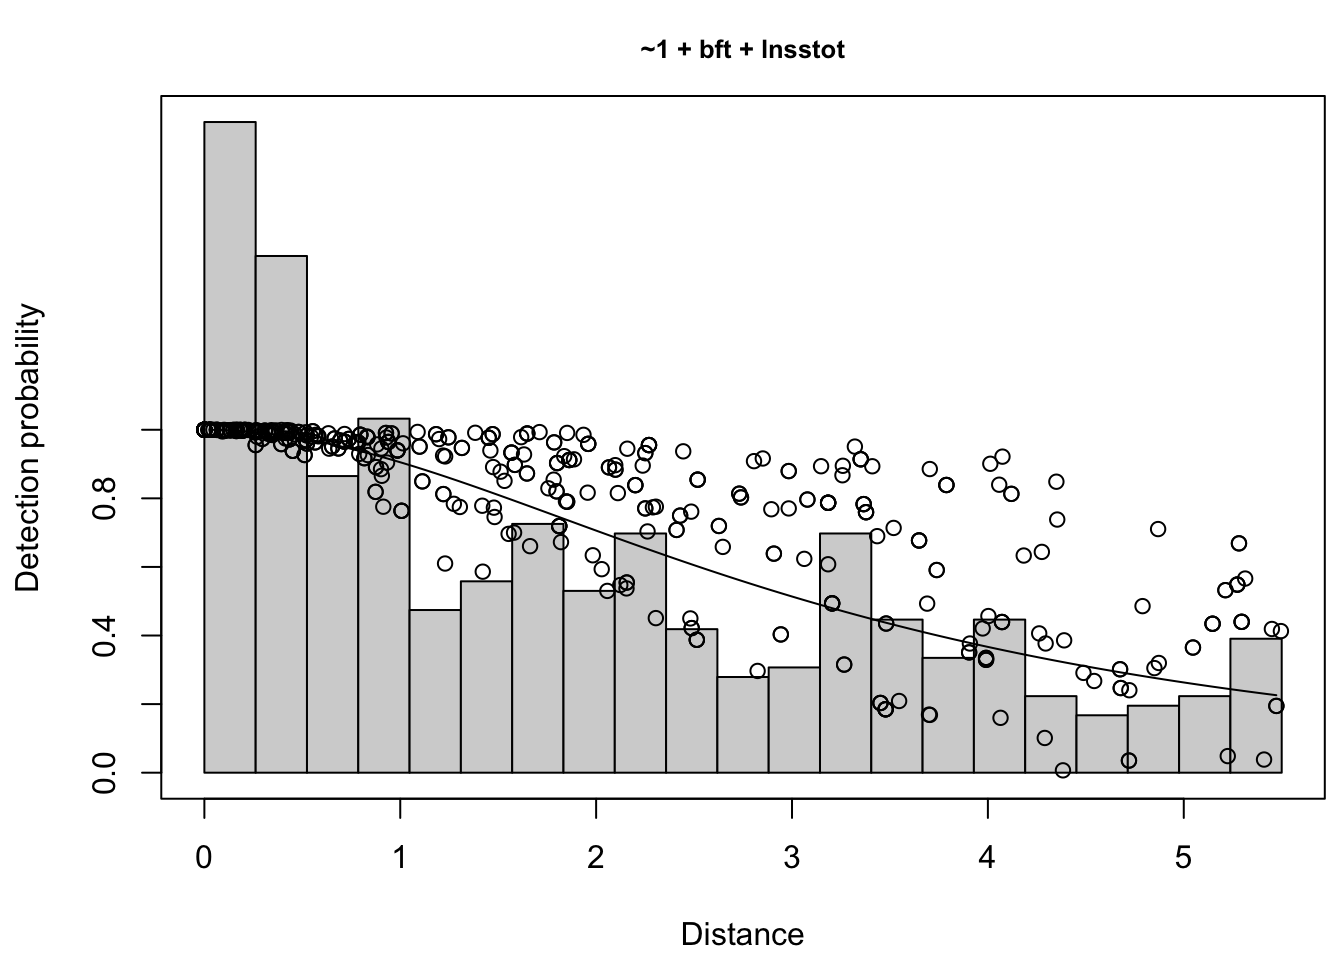 ~1 + bft + lnsstot
Detection probability
0.8
0.4
0.0
0 1 2 3 4 5
Distance